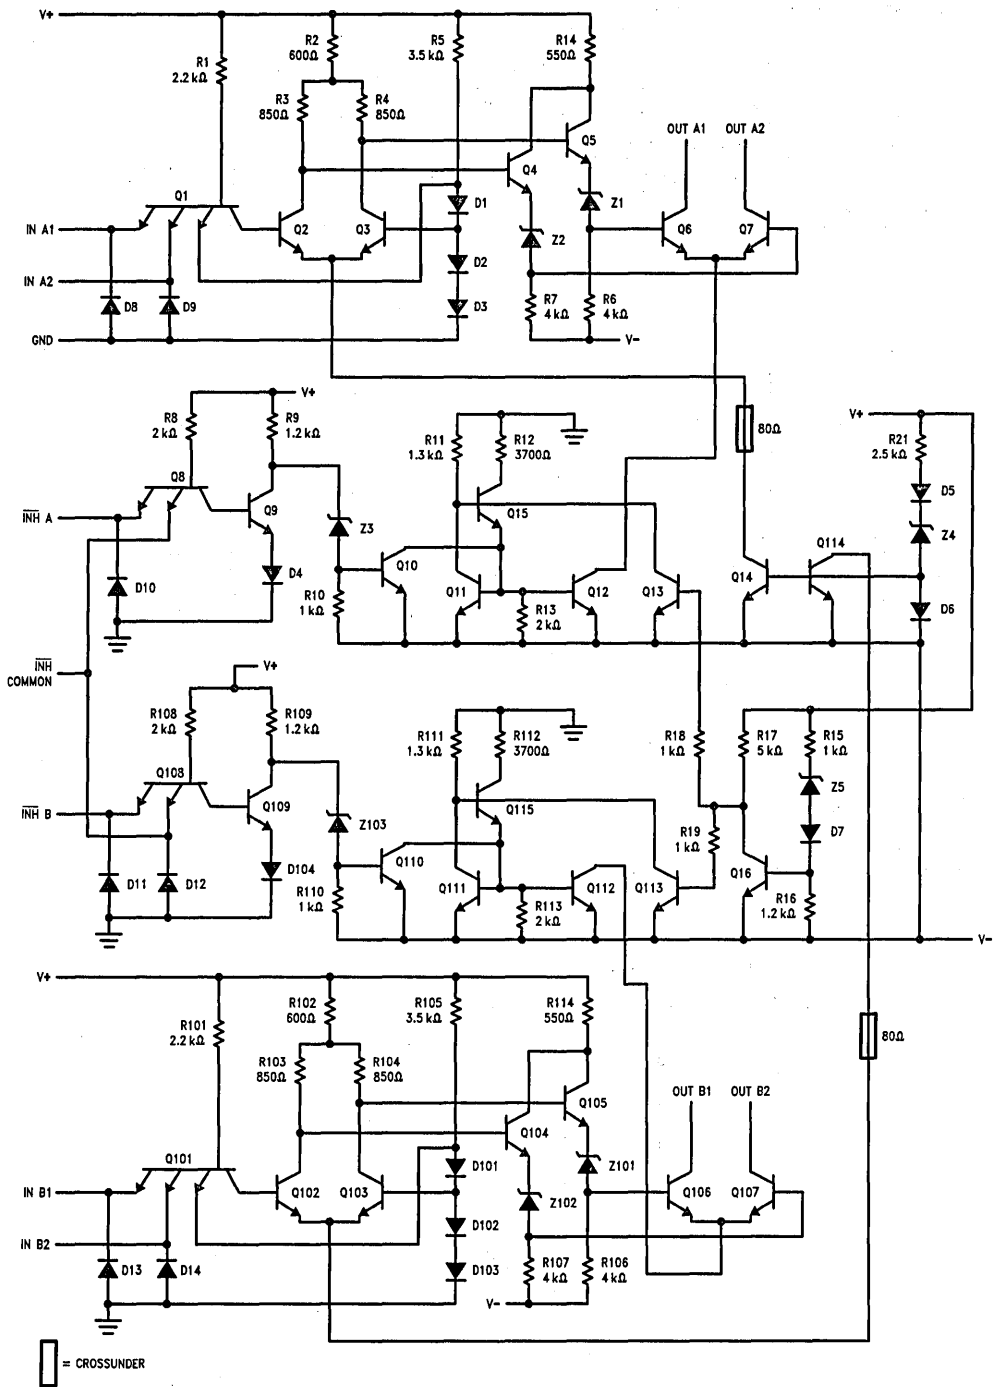 V+
R1
2.2 kΩ
R2
600Ω
R5
3.5 kΩ
R14
550Ω
R3
850Ω
R4
850Ω
Q5
OUT A1
OUT A2
Q4
Q1
IN A1
Q2
Q3
D1
Z1
Q6
Q7
Z2
D2
IN A2
D8
D9
D3
R7
4 kΩ
R6
4 kΩ
GND
V-
V+
R8
2 kΩ
R9
1.2 kΩ
R11
1.3 kΩ
R12
3700Ω
80Ω
V+
R21
2.5 kΩ
Q8
D5
INH A
Q9
Z3
Q15
Z4
Q114
Q10
D4
D10
R10
1 kΩ
Q11
R13
2 kΩ
Q12
Q13
Q14
D6
INH
COMMON
V+
R108
2 kΩ
R109
1.2 kΩ
R111
1.3 kΩ
R112
3700Ω
R18
1 kΩ
R17
5 kΩ
R15
1 kΩ
Q108
Z5
INH B
Q109
Z103
Q115
R19
1 kΩ
D7
Q110
D11
D12
D104
R110
1 kΩ
Q111
R113
2 kΩ
Q112
Q113
Q16
R16
1.2 kΩ
V-
V+
R101
2.2 kΩ
R102
600Ω
R105
3.5 kΩ
R114
550Ω
80Ω
R103
850Ω
R104
850Ω
Q105
OUT B1
OUT B2
Q104
Q101
D101
Z101
IN B1
Q102
Q103
Z102
Q106
Q107
D102
IN B2
D13
D14
D103
R107
4 kΩ
R106
4 kΩ
V-
= CROSSUNDER